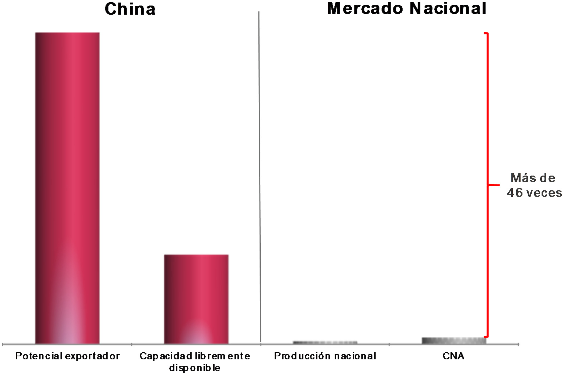 China
Mercado Nacional
Más de
46 veces
Potencial exportador
Capacidad libremente
disponible
Producción nacional
CNA